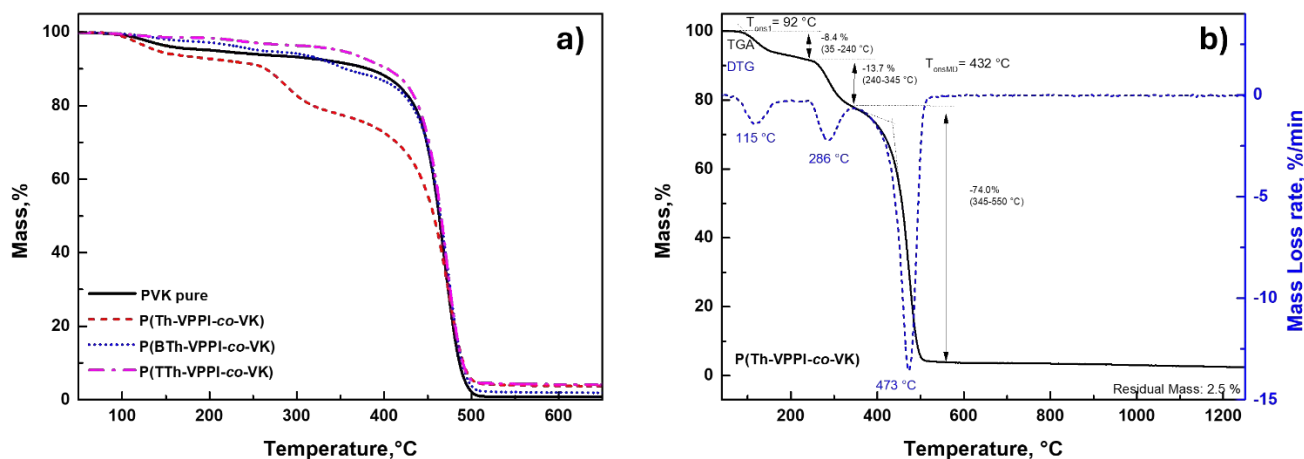 a)
100
80
60
40
20
0
Mass,%
PVK pure
P(Th-VPPI-co-VK)
P(BTh-VPPI-co-VK)
P(TTh-VPPI-co-VK)
100 200 300 400 500 600
Temperature,°C
b)
Tons1= 92 °C
100
80
60
40
20
0
Mass,%
TGA
DTG
-8.4 %
(35 -240 °C)
-13.7 %
(240-345 °C)
TonsMD= 432 °C
115 °C
286 °C
-74.0%
(345-550 °C)
P(Th-VPPI-co-VK)
473 °C
Residual Mass: 2.5 %
0
-5
-10
-15
Mass Loss rate, %/min
200 400 600 800 1000 1200
Temperature, °C